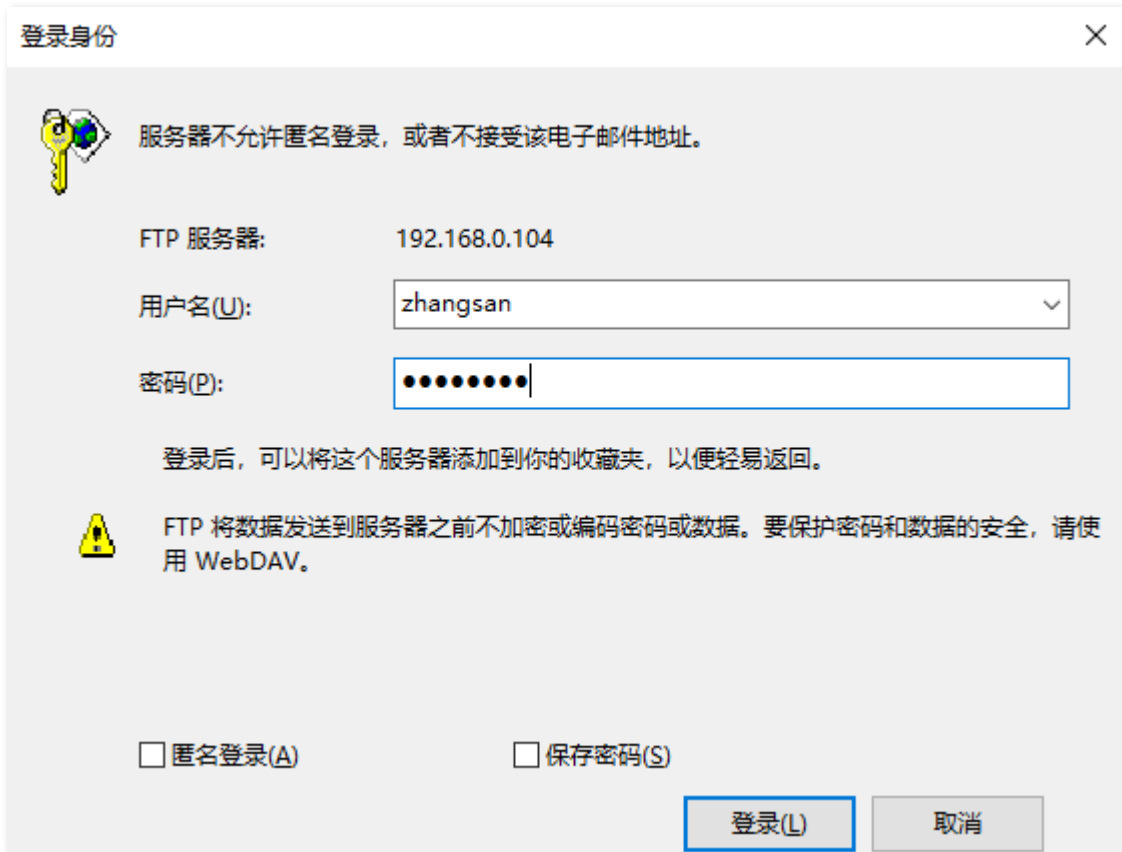 登录身份
服务器不允许匿名登录，或者不接受该电子邮件地址。
FTP 服务器: 192.168.0.104
用户名(U): zhangsan
密码(P): ●●●●●●●●
登录后，可以将这个服务器添加到你的收藏夹，以便轻易返回。
FTP 将数据发送到服务器之前不加密或编码密码或数据。要保护密码和数据的安全，请使
用 WebDAV。
匿名登录(A) 保存密码(S)
登录(L) 取消